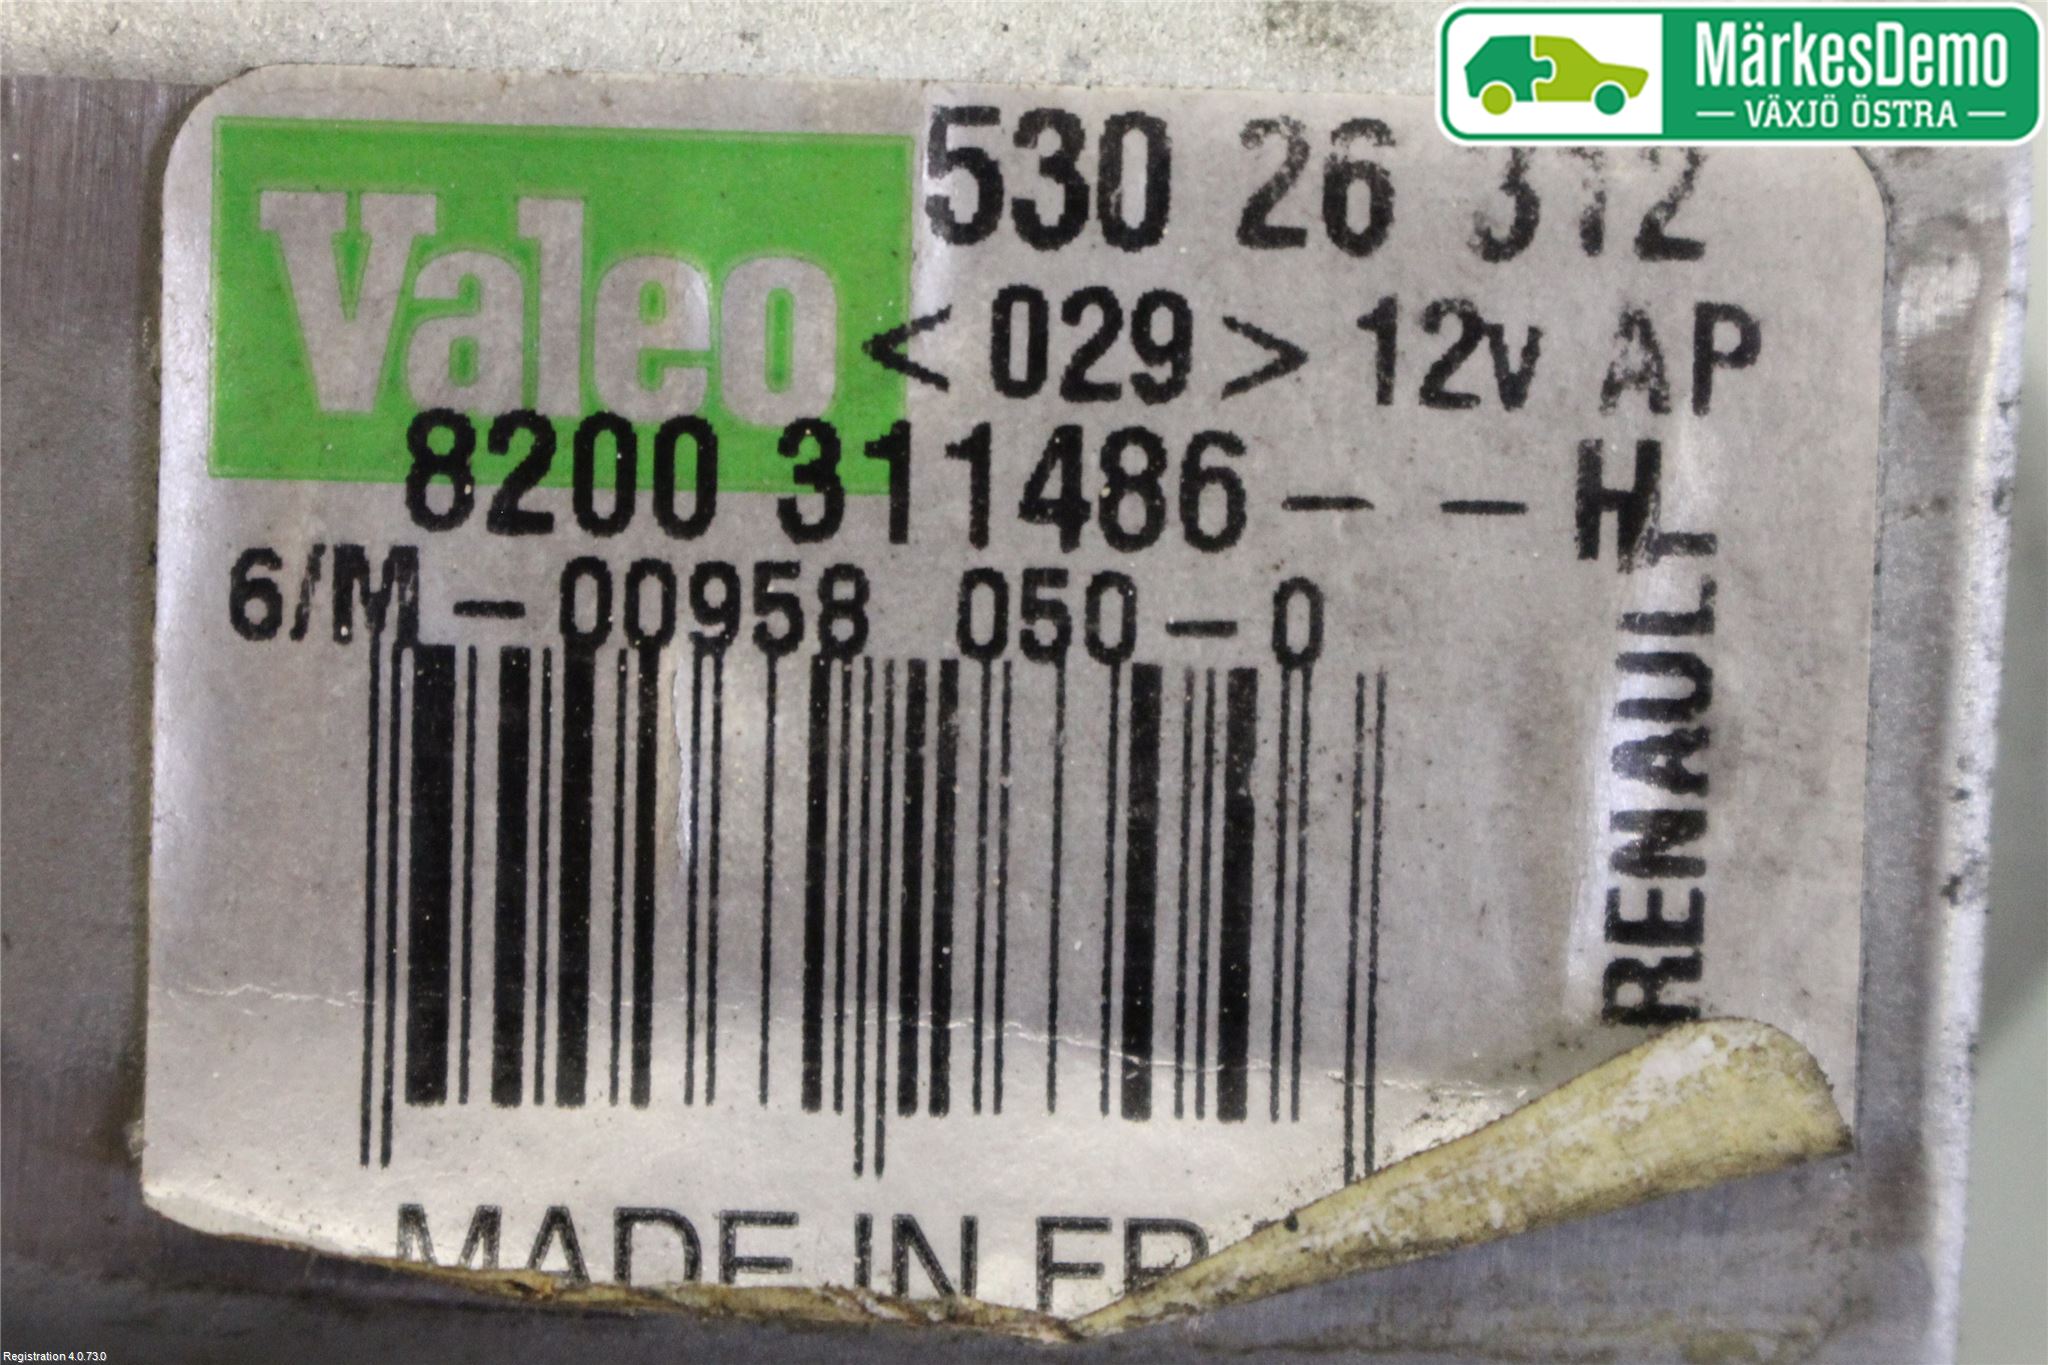 MärkesDemo
VÄXJÖ ÖSTRA
Valeo
530 26 312
<029> 12v AP
8200 311486 - - H
6/M - 00958 050 - 0
RENAULT
MADE IN FR
Registration 4.0.73.0